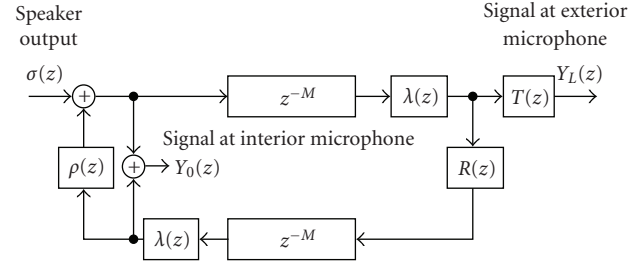 Speaker
output
Signal at exterior
microphone
σ(z)
Y_L(z)
+
z^{-M}
λ(z)
T(z)
Signal at interior microphone
ρ(z)
+
Y_0(z)
R(z)
λ(z)
z^{-M}